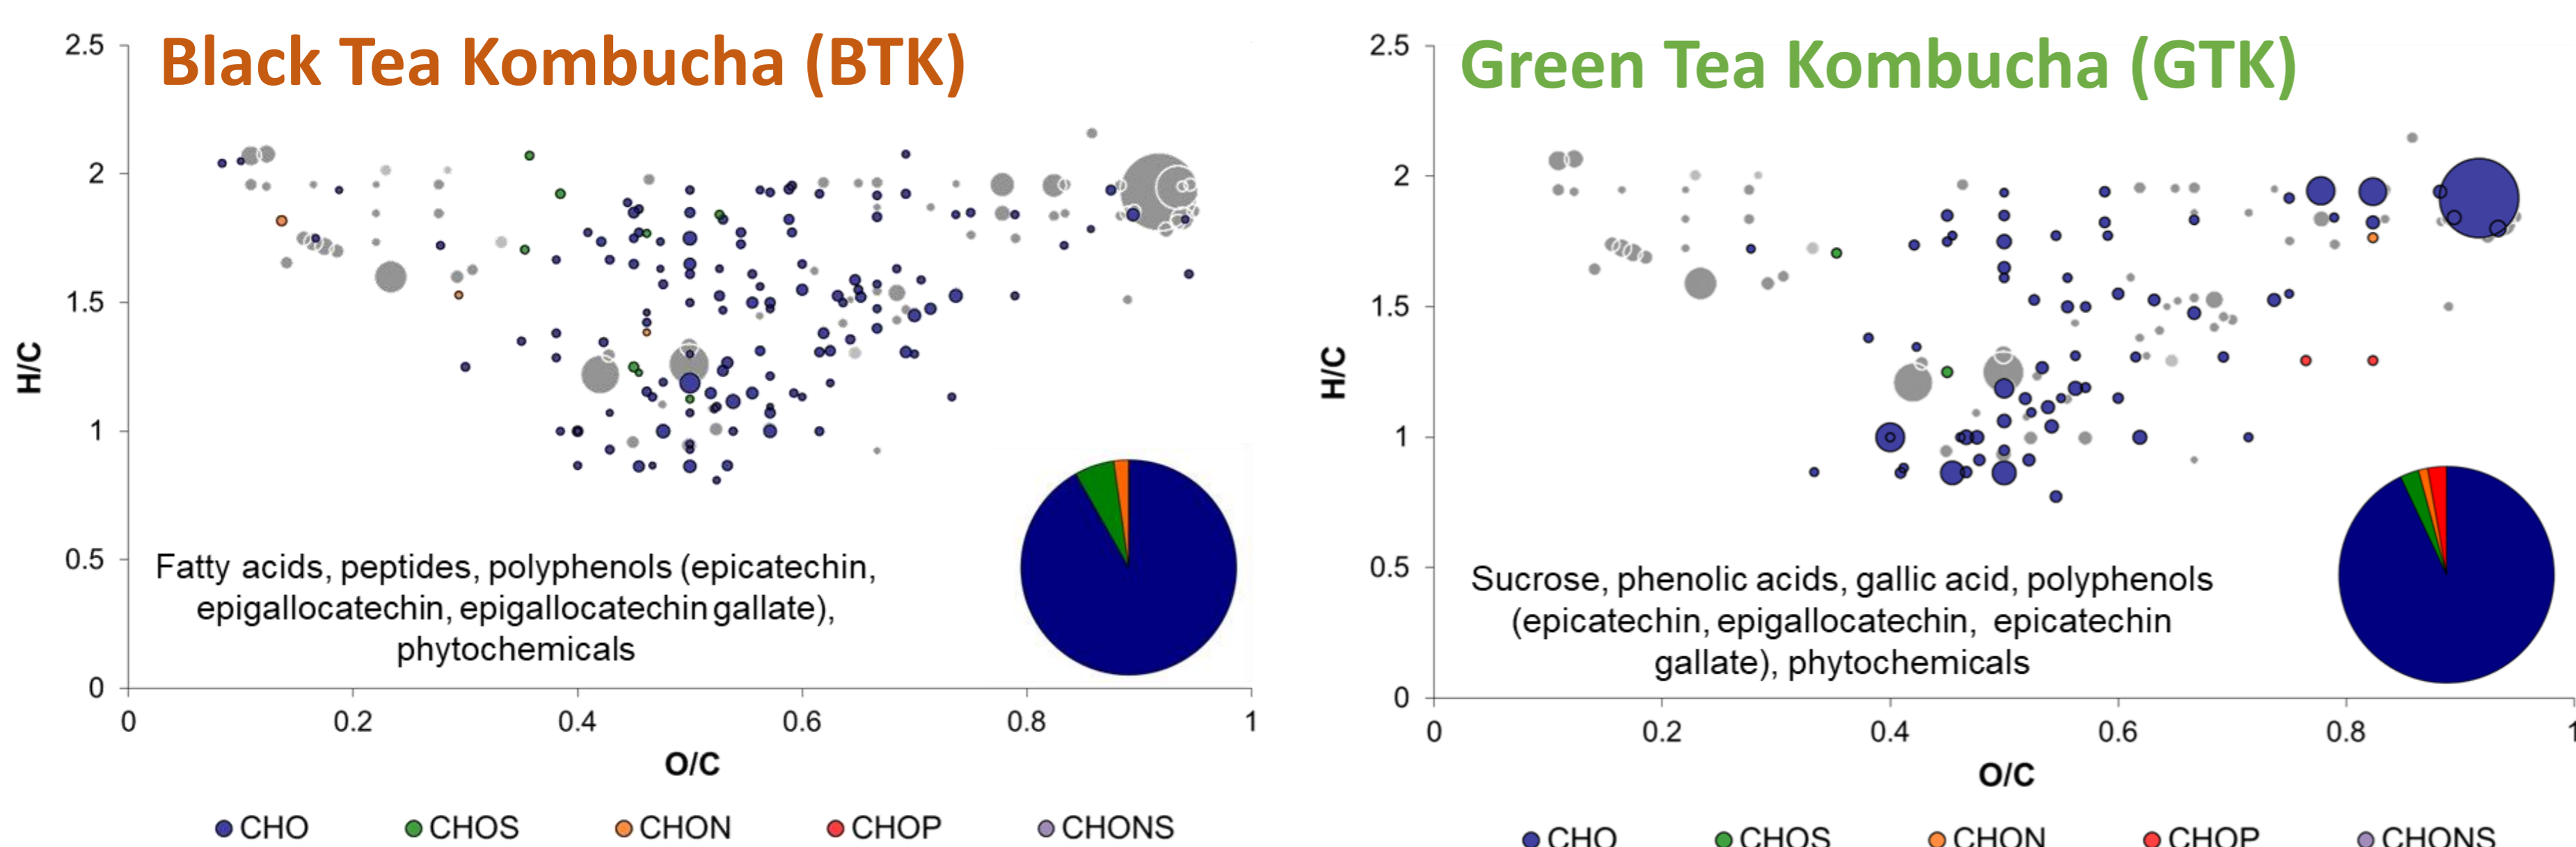 Black Tea Kombucha (BTK)
2.5
2
1.5
1
0.5
0
H/C
Fatty acids, peptides, polyphenols (epicatechin,
epigallocatechin, epigallocatechin gallate),
phytochemicals
0 0.2 0.4 0.6 0.8 1
O/C
CHO CHOS CHON CHOP CHONS
Green Tea Kombucha (GTK)
2.5
2
1.5
1
0.5
0
H/C
Sucrose, phenolic acids, gallic acid, polyphenols
(epicatechin, epigallocatechin, epicatechin
gallate), phytochemicals
0 0.2 0.4 0.6 0.8 1
O/C
CHO CHOS CHON CHOP CHONS